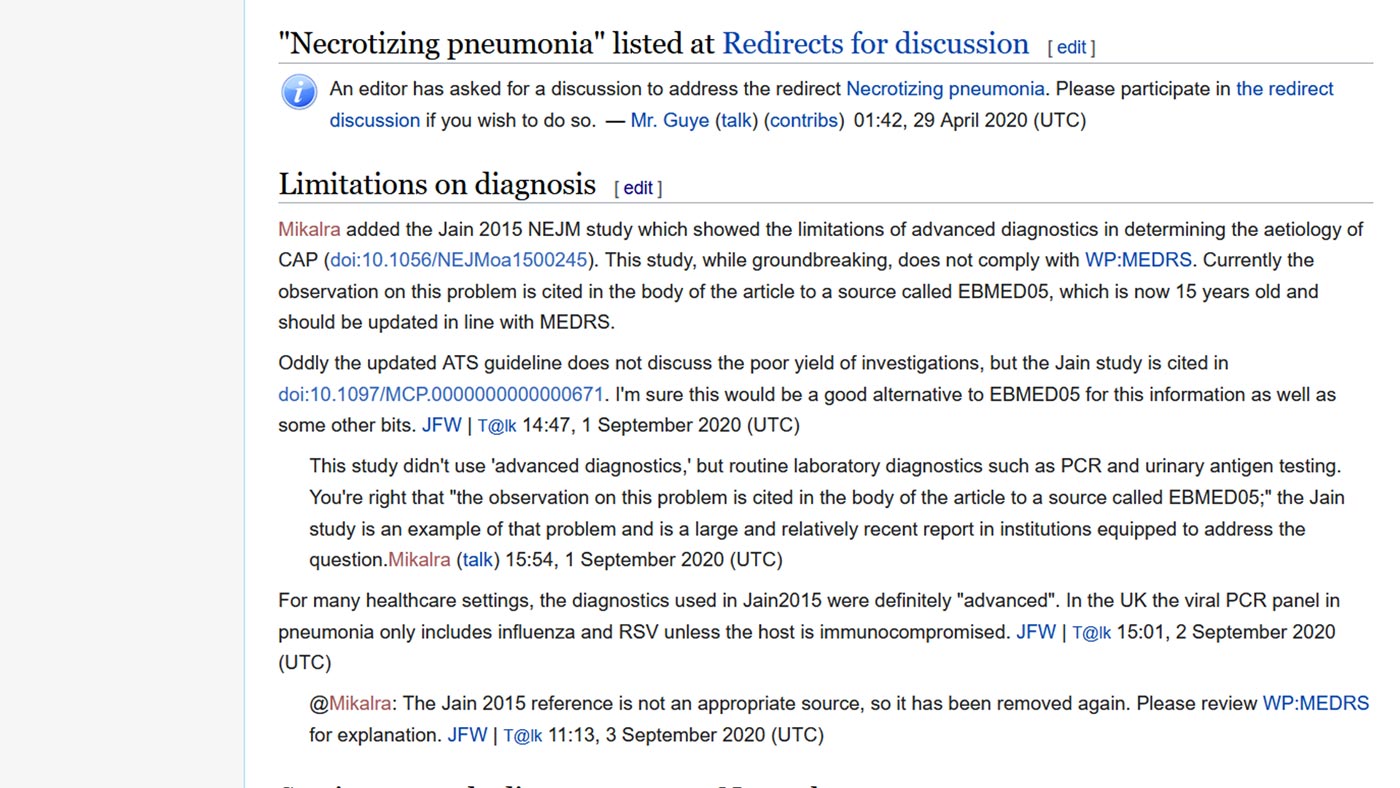 "Necrotizing pneumonia" listed at Redirects for discussion [ edit ]
An editor has asked for a discussion to address the redirect Necrotizing pneumonia. Please participate in the redirect
discussion if you wish to do so. — Mr. Guye (talk) (contribs) 01:42, 29 April 2020 (UTC)
Limitations on diagnosis [ edit ]
Mikalra added the Jain 2015 NEJM study which showed the limitations of advanced diagnostics in determining the aetiology of
CAP (doi:10.1056/NEJMoa1500245). This study, while groundbreaking, does not comply with WP:MEDRS. Currently the
observation on this problem is cited in the body of the article to a source called EBMED05, which is now 15 years old and
should be updated in line with MEDRS.
Oddly the updated ATS guideline does not discuss the poor yield of investigations, but the Jain study is cited in
doi:10.1097/MCP.0000000000000671. I'm sure this would be a good alternative to EBMED05 for this information as well as
some other bits. JFW | T@lk 14:47, 1 September 2020 (UTC)
This study didn't use 'advanced diagnostics,' but routine laboratory diagnostics such as PCR and urinary antigen testing.
You're right that "the observation on this problem is cited in the body of the article to a source called EBMED05;" the Jain
study is an example of that problem and is a large and relatively recent report in institutions equipped to address the
question.Mikalra (talk) 15:54, 1 September 2020 (UTC)
For many healthcare settings, the diagnostics used in Jain2015 were definitely "advanced". In the UK the viral PCR panel in
pneumonia only includes influenza and RSV unless the host is immunocompromised. JFW | T@lk 15:01, 2 September 2020
(UTC)
@Mikalra: The Jain 2015 reference is not an appropriate source, so it has been removed again. Please review WP:MEDRS
for explanation. JFW | T@lk 11:13, 3 September 2020 (UTC)